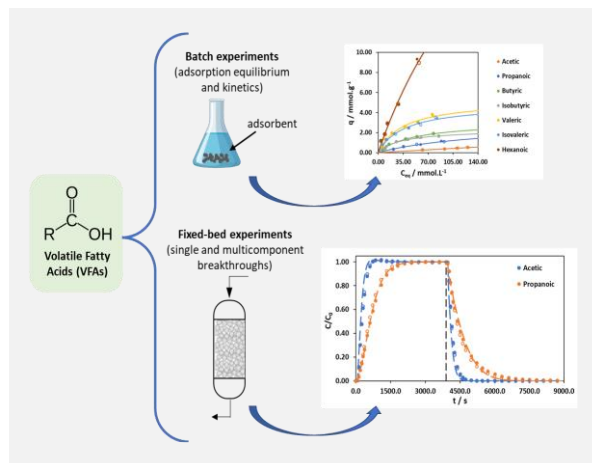 Batch experiments
(adsorption equilibrium
and kinetics)
adsorbent
10.00
8.00
6.00
4.00
2.00
0.00
q / mmol.g⁻¹
0.00 35.00 70.00 105.00 140.00
Ceq / mmol.L⁻¹
Acetic
Propanoic
Butyric
Isobutyric
Valeric
Isovaleric
Hexanoic
O
R C OH
Volatile Fatty
Acids (VFAs)
Fixed-bed experiments
(single and multicomponent
breakthroughs)
1.00
0.80
0.60
0.40
0.20
0.00
C/C₀
0.0 1500.0 3000.0 4500.0 6000.0 7500.0 9000.0
t / s
Acetic
Propanoic